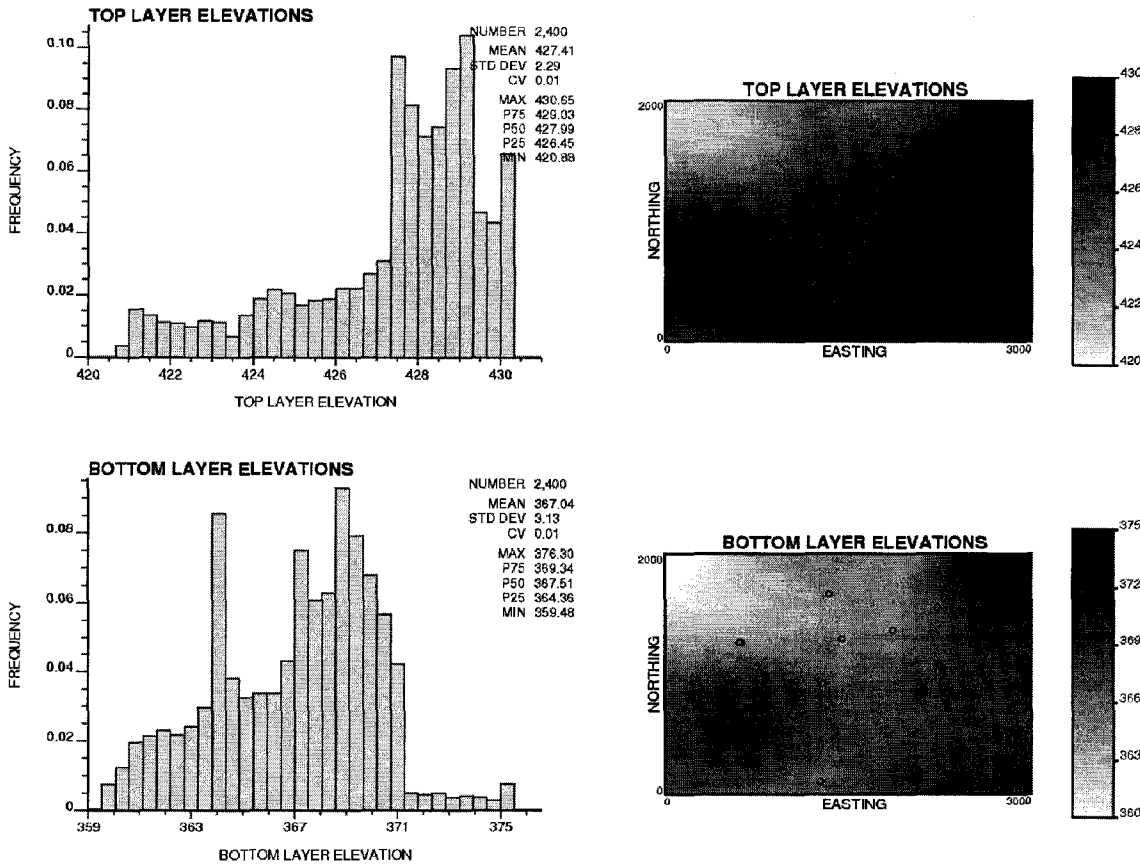 TOP LAYER ELEVATIONS
NUMBER 2,400
MEAN 427.41
STD DEV 2.29
CV 0.01
MAX 430.65
P75 429.03
P50 427.99
P25 426.45
MIN 420.88
FREQUENCY
0.10
0.08
0.06
0.04
0.02
0
420 422 424 426 428 430
TOP LAYER ELEVATION
TOP LAYER ELEVATIONS
2000
NORTHING
0
0 EASTING 3000
430
428
426
424
422
420
BOTTOM LAYER ELEVATIONS
NUMBER 2,400
MEAN 367.04
STD DEV 3.13
CV 0.01
MAX 376.30
P75 369.34
P50 367.51
P25 364.36
MIN 359.48
FREQUENCY
0.08
0.06
0.04
0.02
0
359 363 367 371 375
BOTTOM LAYER ELEVATION
BOTTOM LAYER ELEVATIONS
2000
NORTHING
0
0 EASTING 3000
375
372
369
366
363
360